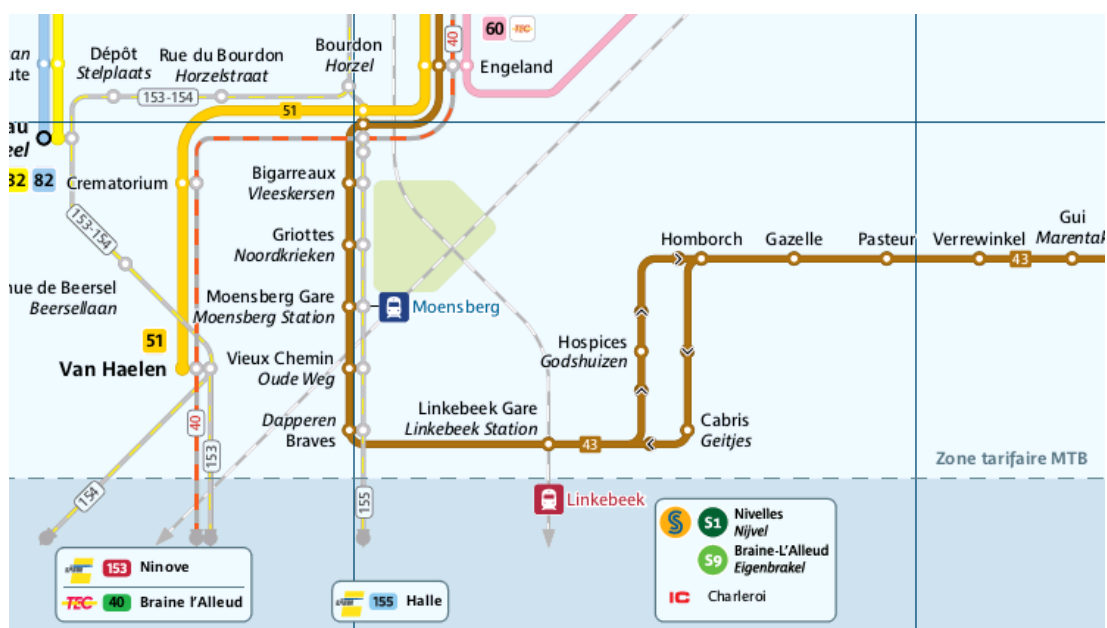 40
60
TEC
an
ute
Dépôt
Stelplaats
Rue du Bourdon
Horzelstraat
Bourdon
Horzel
Engeland
153-154
51
au
eel
32
82
Crematorium
Bigarreaux
Vleeskersen
153-154
Griottes
Noordkrieken
Homborch
Gazelle
Pasteur
Verrewinkel
Gui
Marentak
43
nue de Beersel
Beersellaan
Moensberg Gare
Moensberg Station
Moensberg
51
Van Haelen
Vieux Chemin
Oude Weg
Hospices
Godshuizen
Dapperen
Braves
Linkebeek Gare
Linkebeek Station
43
Cabris
Geitjes
40
153
Zone tarifaire MTB
154
155
Linkebeek
S
S1
Nivelles
Nijvel
S9
Braine-L'Alleud
Eigenbrakel
IC
Charleroi
153
Ninove
TEC
40
Braine l'Alleud
155
Halle